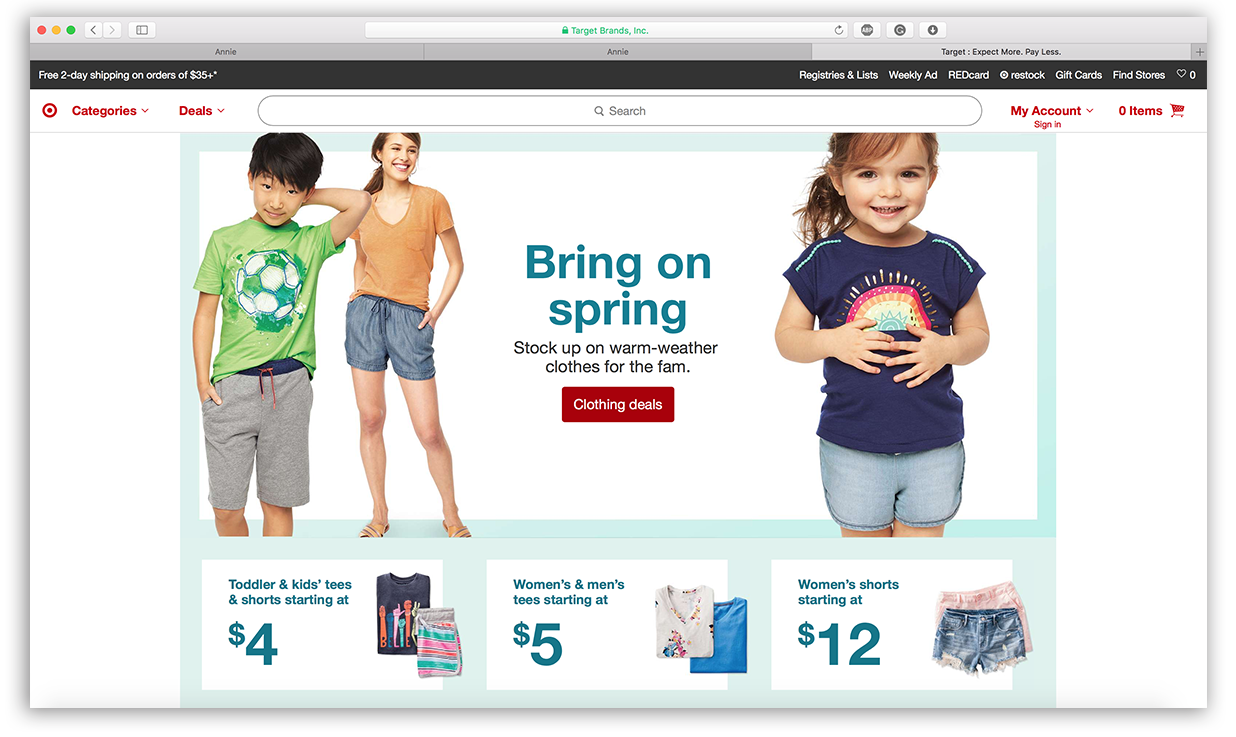 Target Brands, Inc.
ABP
Annie
Annie
Target : Expect More. Pay Less.
Free 2-day shipping on orders of $35+*
Registries & Lists
Weekly Ad
REDcard
restock
Gift Cards
Find Stores
0
Categories
Deals
Search
My Account
Sign in
0 Items
Bring on
spring
Stock up on warm-weather
clothes for the fam.
Clothing deals
Toddler & kids' tees
& shorts starting at
$4
Women's & men's
tees starting at
$5
Women's shorts
starting at
$12